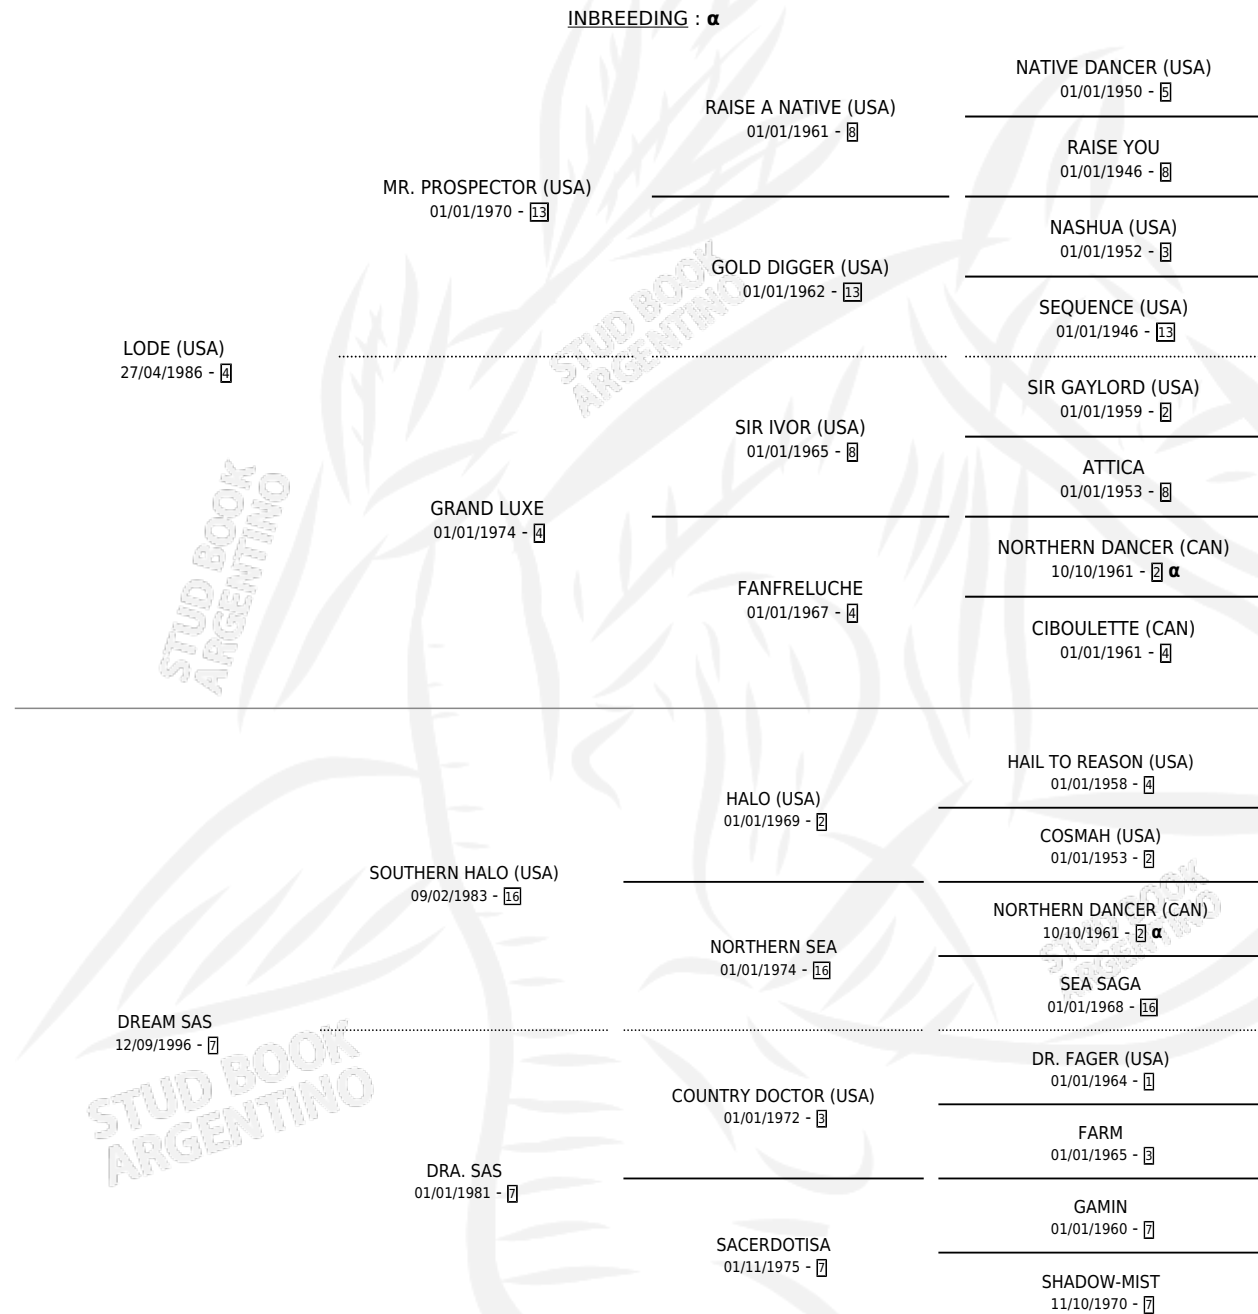 INBREEDING : α
NATIVE DANCER (USA)
01/01/1950 - 5
RAISE A NATIVE (USA)
01/01/1961 - 8
RAISE YOU
01/01/1946 - 8
MR. PROSPECTOR (USA)
01/01/1970 - 13
NASHUA (USA)
01/01/1952 - 3
GOLD DIGGER (USA)
01/01/1962 - 13
SEQUENCE (USA)
01/01/1946 - 13
LODE (USA)
27/04/1986 - 4
SIR GAYLORD (USA)
01/01/1959 - 2
SIR IVOR (USA)
01/01/1965 - 8
ATTICA
01/01/1953 - 8
GRAND LUXE
01/01/1974 - 4
NORTHERN DANCER (CAN)
10/10/1961 - 2 α
FANFRELUCHE
01/01/1967 - 4
CIBOULETTE (CAN)
01/01/1961 - 4
HAIL TO REASON (USA)
01/01/1958 - 4
HALO (USA)
01/01/1969 - 2
COSMAH (USA)
01/01/1953 - 2
SOUTHERN HALO (USA)
09/02/1983 - 16
NORTHERN DANCER (CAN)
10/10/1961 - 2 α
NORTHERN SEA
01/01/1974 - 16
SEA SAGA
01/01/1968 - 16
DREAM SAS
12/09/1996 - 7
DR. FAGER (USA)
01/01/1964 - 1
COUNTRY DOCTOR (USA)
01/01/1972 - 3
FARM
01/01/1965 - 3
DRA. SAS
01/01/1981 - 7
GAMIN
01/01/1960 - 7
SACERDOTISA
01/11/1975 - 7
SHADOW-MIST
11/10/1970 - 7
STUD BOOK
ARGENTINO
STUD BOOK
ARGENTINO
STUD BOOK
ARGENTINO
STUD BOOK
ARGENTINO